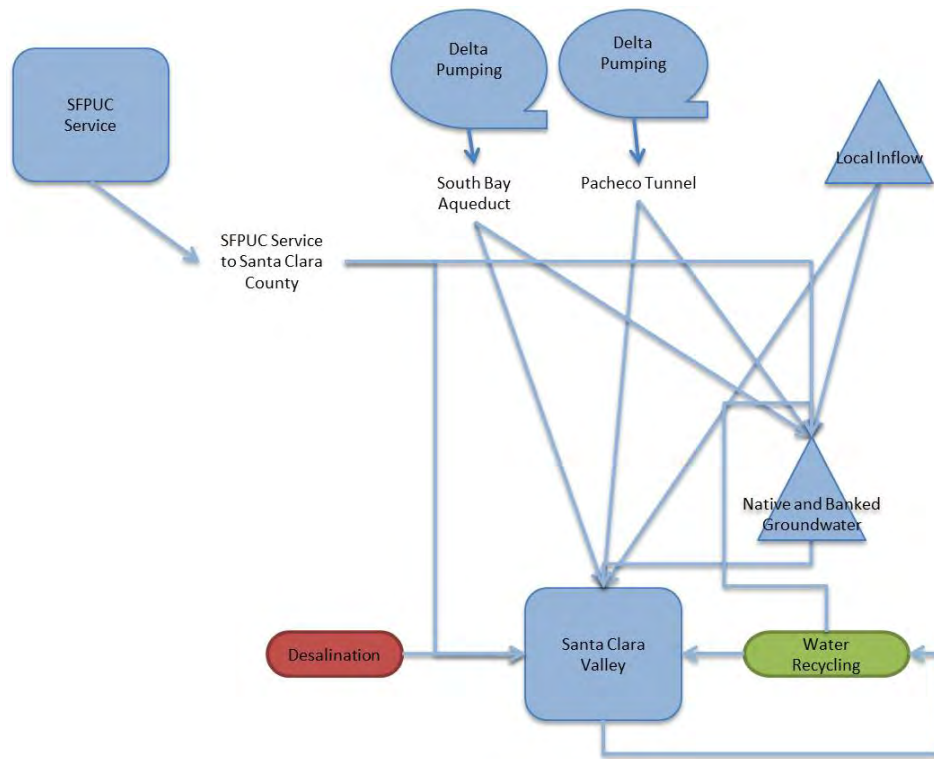 Delta
Pumping
Delta
Pumping
SFPUC
Service
Local Inflow
South Bay
Aqueduct
Pacheco Tunnel
SFPUC Service
to Santa Clara
County
Native and Banked
Groundwater
Desalination
Santa Clara
Valley
Water
Recycling